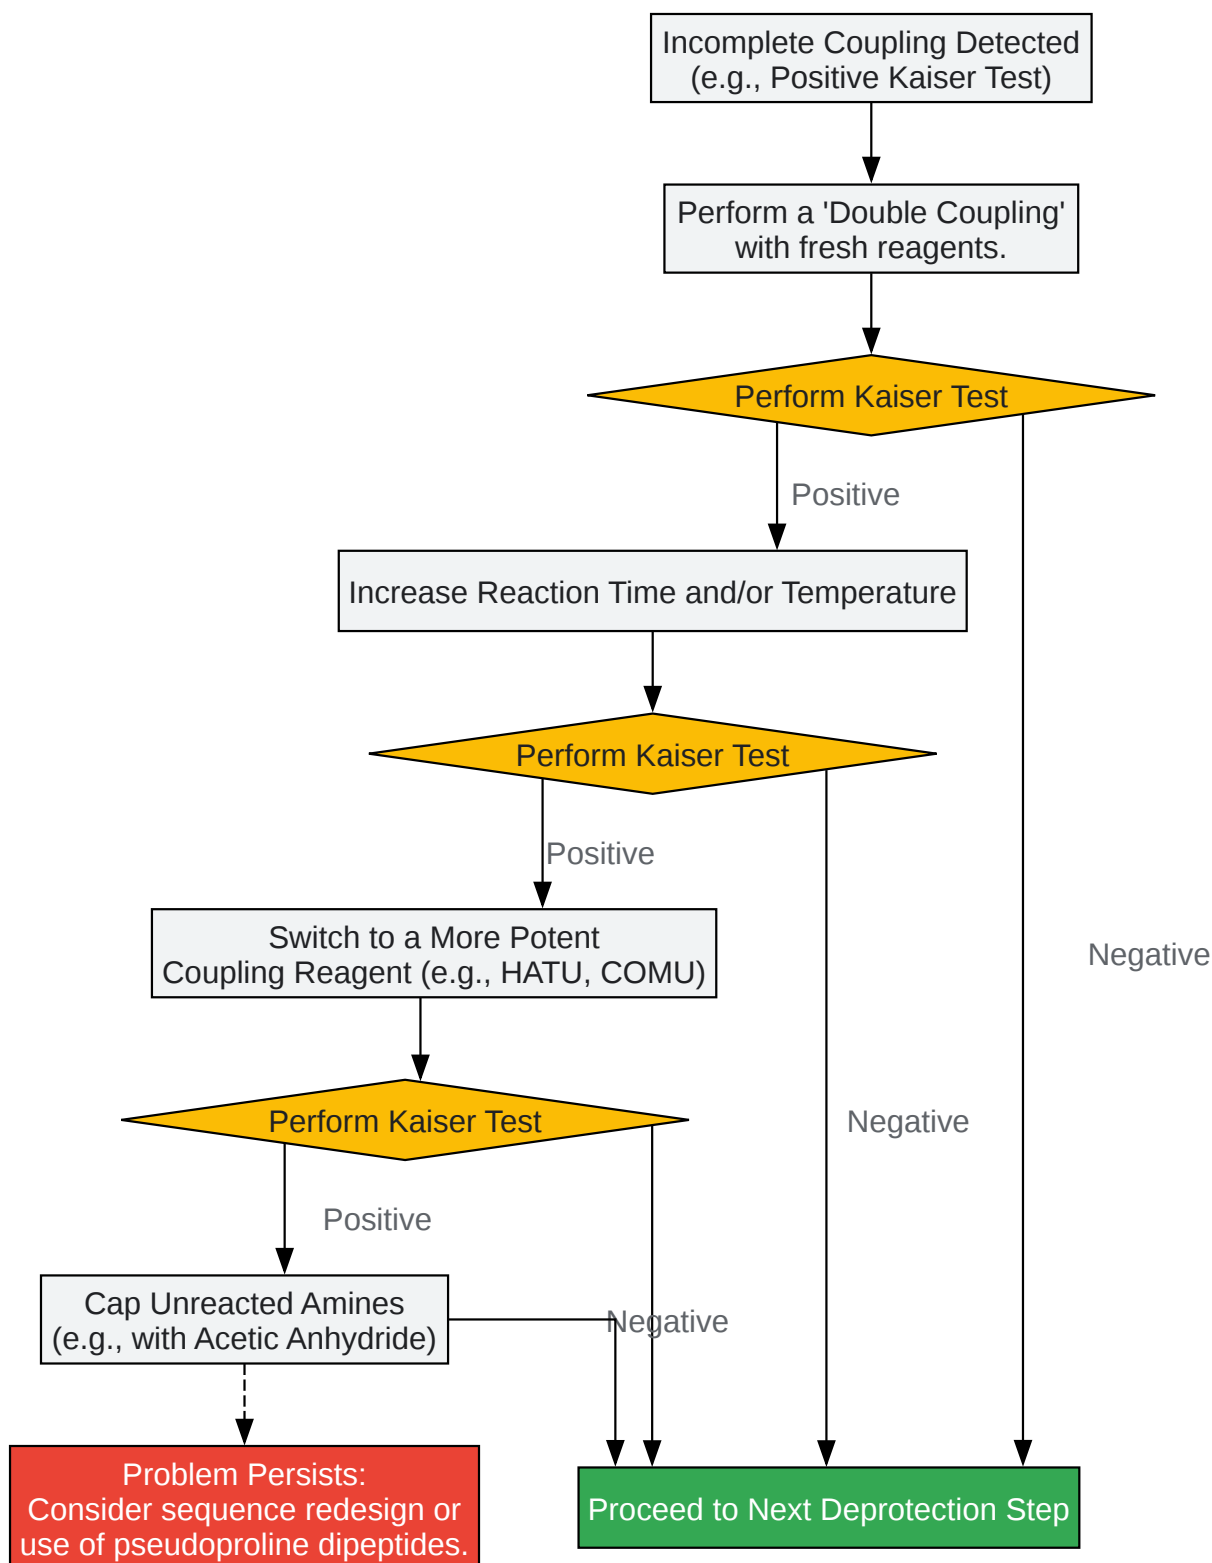 Incomplete Coupling Detected
(e.g., Positive Kaiser Test)
Perform a 'Double Coupling'
with fresh reagents.
Perform Kaiser Test
Positive
Increase Reaction Time and/or Temperature
Perform Kaiser Test
Positive
Switch to a More Potent
Coupling Reagent (e.g., HATU, COMU)
Negative
Perform Kaiser Test
Negative
Positive
Cap Unreacted Amines
(e.g., with Acetic Anhydride)
Negative
Problem Persists:
Consider sequence redesign or
use of pseudoproline dipeptides.
Proceed to Next Deprotection Step